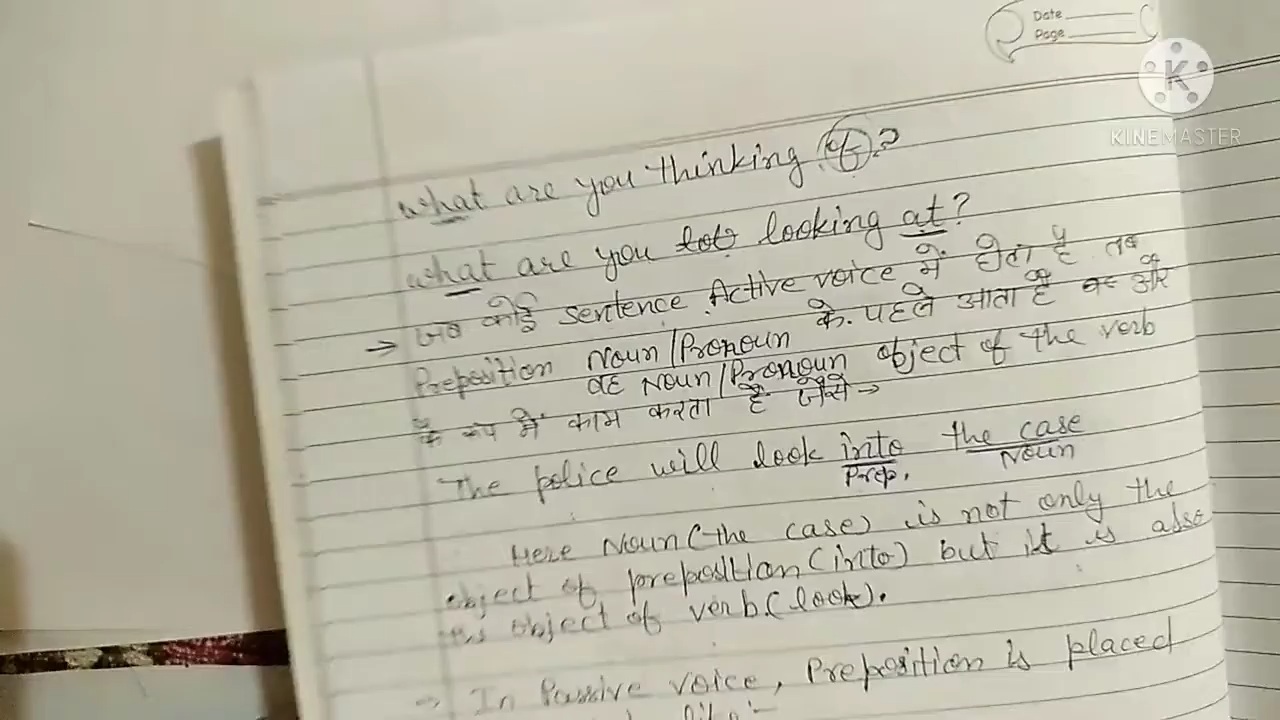 Date
Page
K
KINEMASTER
what are you thinking of?
what are you looking at?
→ जब कोई sentence Active voice में होता है तब
Preposition Noun/Pronoun के पहले आता है वह और
वह Noun/Pronoun object of the verb
के रूप में काम करता है जैसे →
The police will look into the case
Prep. Noun
Here Noun (the case) is not only the
object of preposition (into) but it is also
object of verb (look).
→ In Passive voice, Preposition is placed